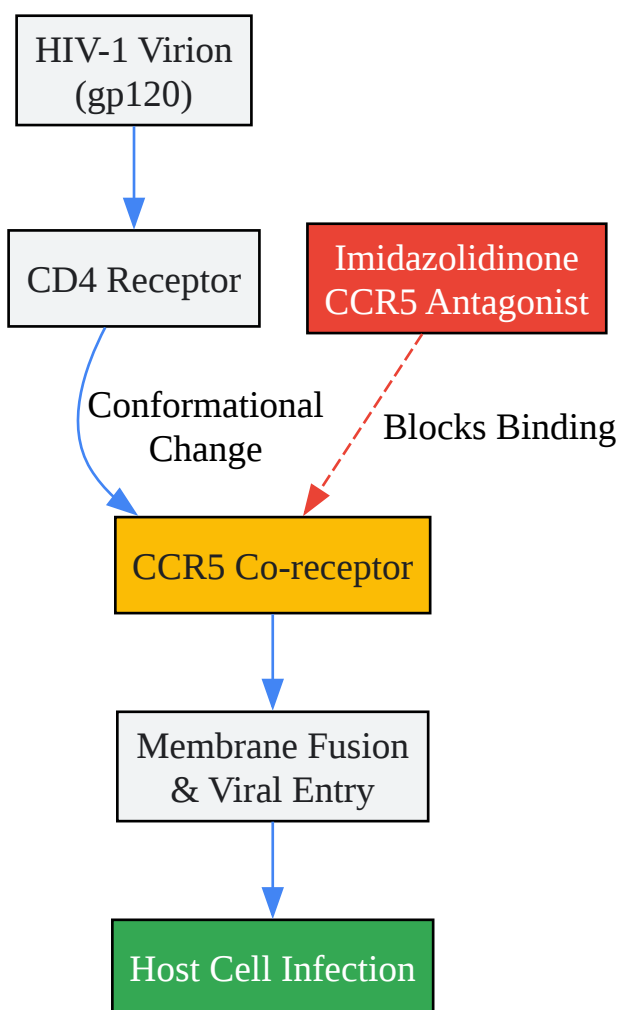 HIV-1 Virion
(gp120)
CD4 Receptor
Imidazolidinone
CCR5 Antagonist
Conformational
Change
Blocks Binding
CCR5 Co-receptor
Membrane Fusion
& Viral Entry
Host Cell Infection